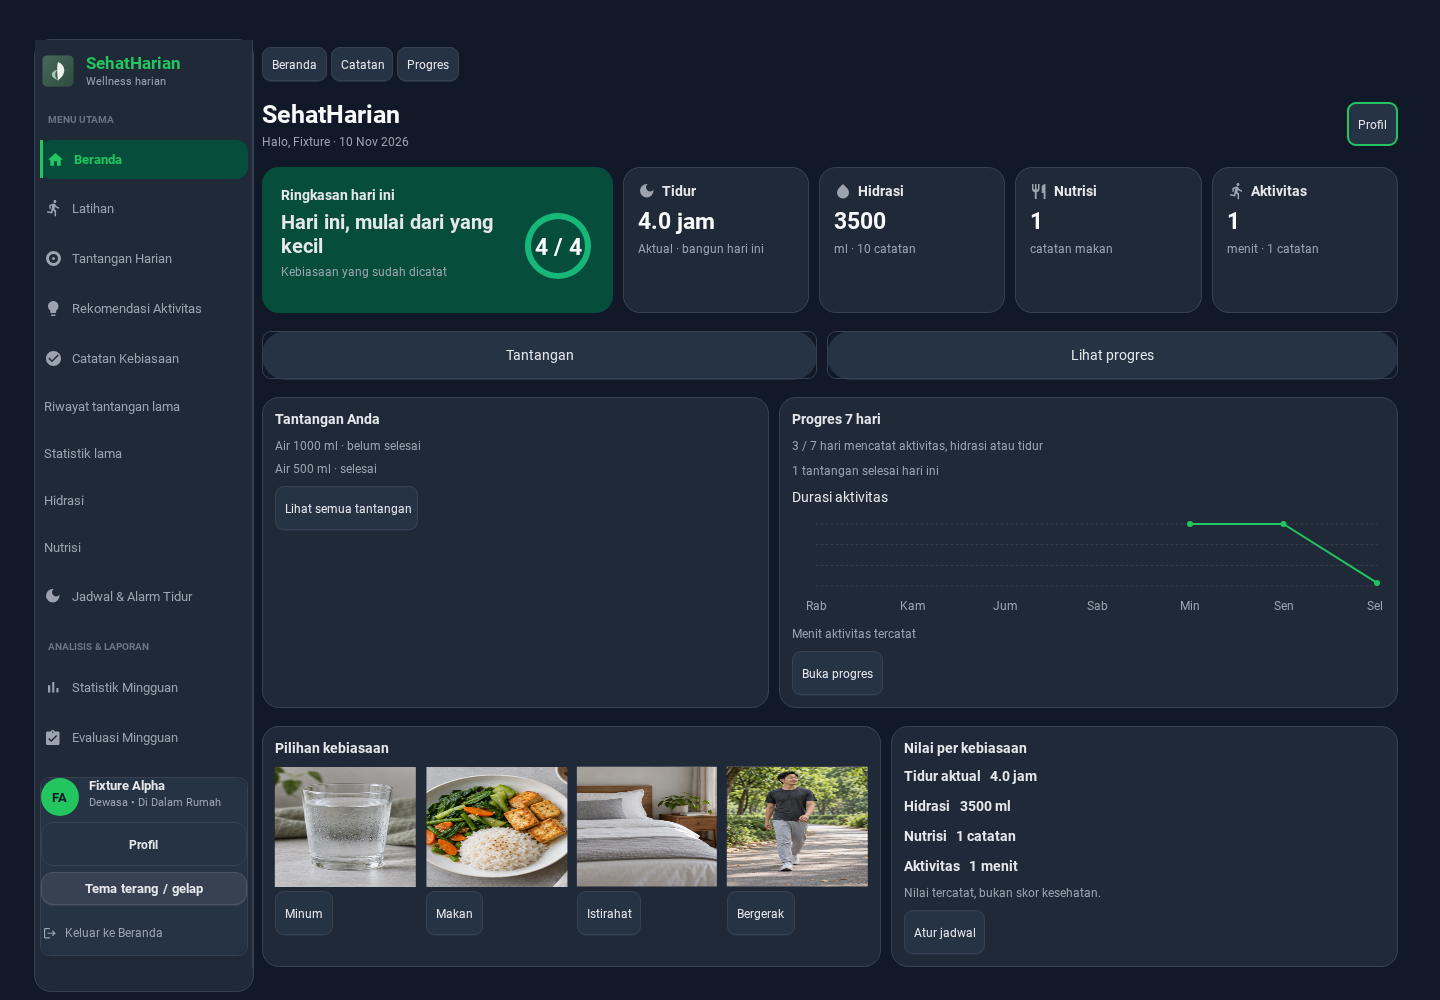 SehatHarian
Wellness harian
MENU UTAMA
Beranda
Latihan
Tantangan Harian
Rekomendasi Aktivitas
Catatan Kebiasaan
Riwayat tantangan lama
Statistik lama
Hidrasi
Nutrisi
Jadwal & Alarm Tidur
ANALISIS & LAPORAN
Statistik Mingguan
Evaluasi Mingguan
FA
Fixture Alpha
Dewasa • Di Dalam Rumah
Profil
Tema terang / gelap
Keluar ke Beranda
Beranda Catatan Progres
SehatHarian
Halo, Fixture · 10 Nov 2026
Profil
Ringkasan hari ini
Hari ini, mulai dari yang
kecil
Kebiasaan yang sudah dicatat
4 / 4
Tidur
4.0 jam
Aktual · bangun hari ini
Hidrasi
3500
ml · 10 catatan
Nutrisi
1
catatan makan
Aktivitas
1
menit · 1 catatan
Tantangan
Lihat progres
Tantangan Anda
Air 1000 ml · belum selesai
Air 500 ml · selesai
Lihat semua tantangan
Progres 7 hari
3 / 7 hari mencatat aktivitas, hidrasi atau tidur
1 tantangan selesai hari ini
Durasi aktivitas
Rab Kam Jum Sab Min Sen Sel
Menit aktivitas tercatat
Buka progres
Pilihan kebiasaan
Minum Makan Istirahat Bergerak
Nilai per kebiasaan
Tidur aktual 4.0 jam
Hidrasi 3500 ml
Nutrisi 1 catatan
Aktivitas 1 menit
Nilai tercatat, bukan skor kesehatan.
Atur jadwal